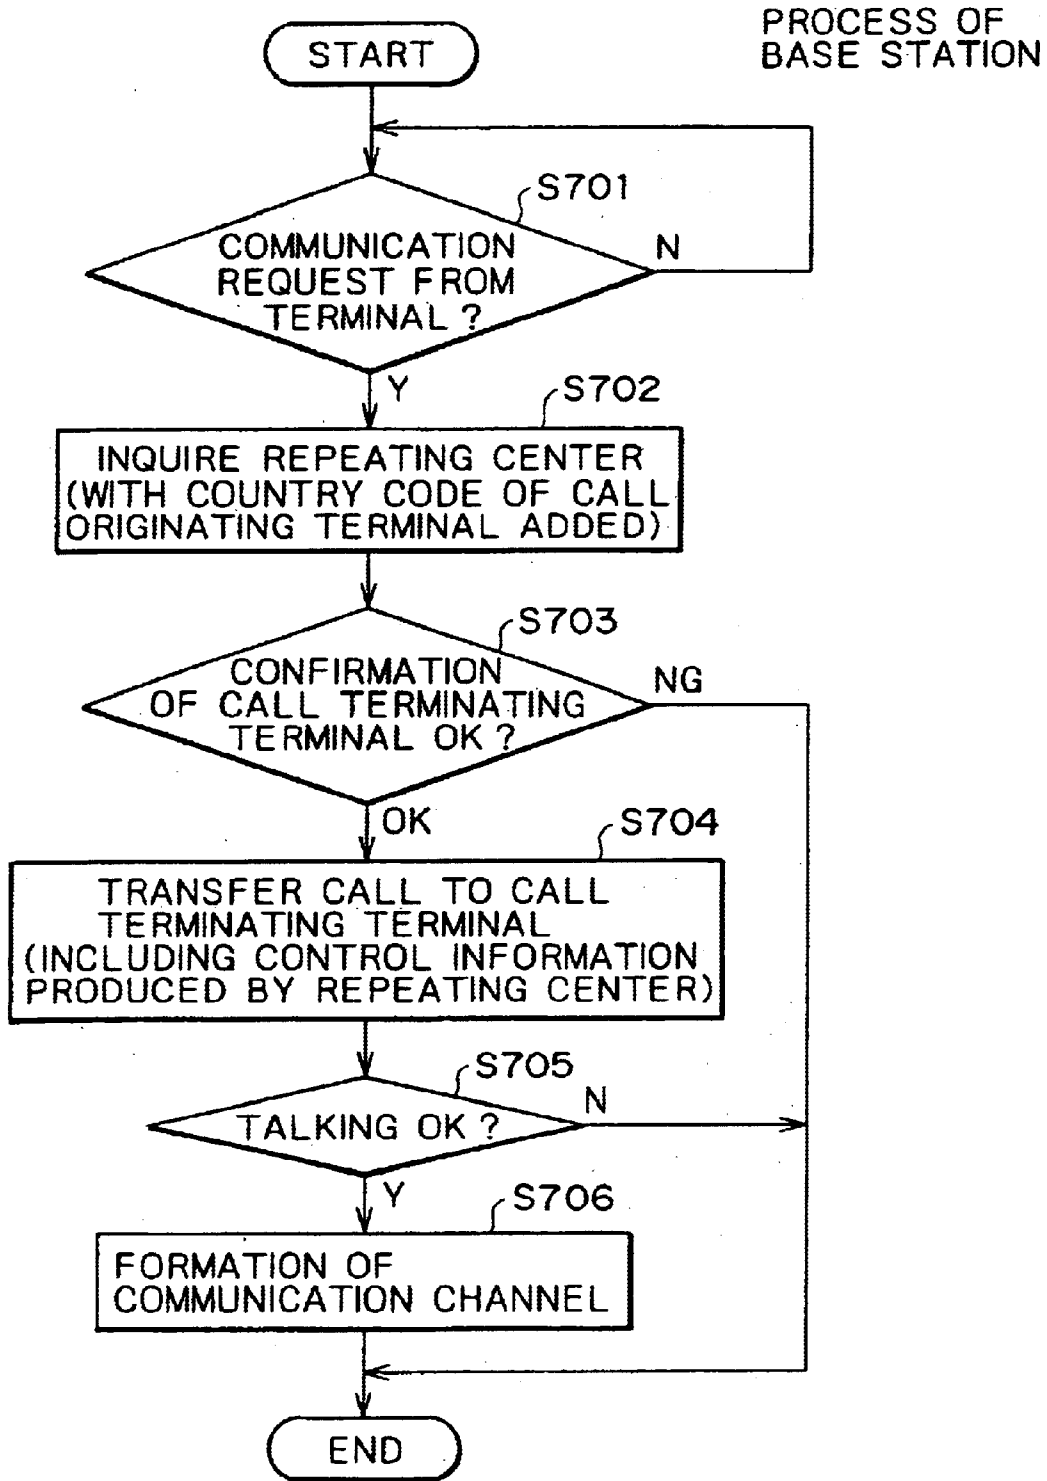 PROCESS OF
BASE STATION
START
S701
COMMUNICATION
REQUEST FROM
TERMINAL ?
N
Y
S702
INQUIRE REPEATING CENTER
(WITH COUNTRY CODE OF CALL
ORIGINATING TERMINAL ADDED)
S703
CONFIRMATION
OF CALL TERMINATING
TERMINAL OK ?
NG
OK
S704
TRANSFER CALL TO CALL
TERMINATING TERMINAL
(INCLUDING CONTROL INFORMATION
PRODUCED BY REPEATING CENTER)
S705
TALKING OK ?
N
Y
S706
FORMATION OF
COMMUNICATION CHANNEL
END